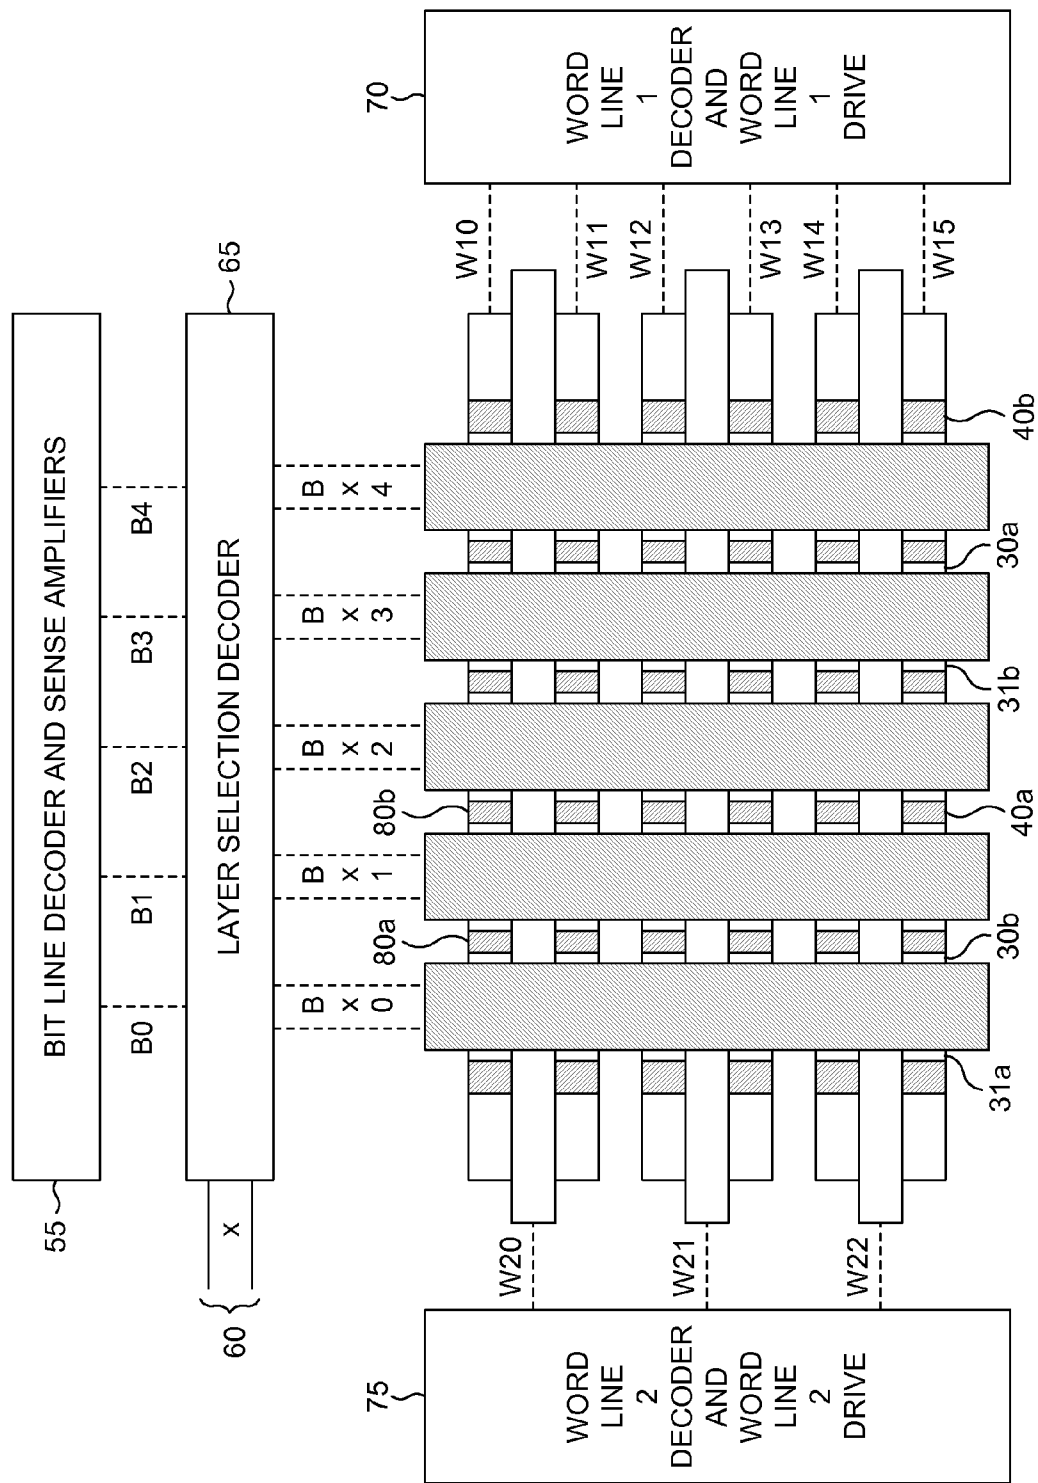 BIT LINE DECODER AND SENSE AMPLIFIERS
55
B0
B1
B2
B3
B4
LAYER SELECTION DECODER
65
x
60
B
x
0
B
x
1
B
x
2
B
x
3
B
x
4
75
WORD
LINE
2
DECODER
AND
WORD
LINE
2
DRIVE
W20
W21
W22
80a
80b
W10
W11
W12
W13
W14
W15
70
WORD
LINE
1
DECODER
AND
WORD
LINE
1
DRIVE
31a
30b
40a
31b
30a
40b